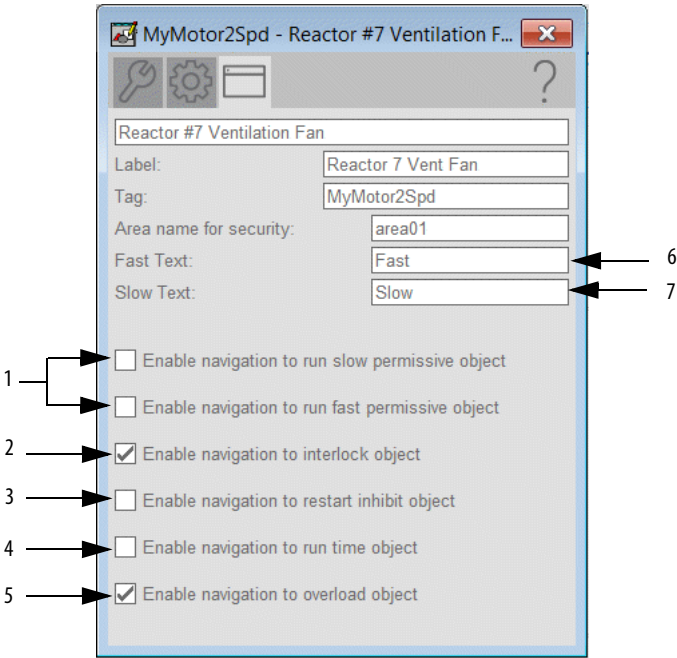 MyMotor2Spd - Reactor #7 Ventilation F...
?
Reactor #7 Ventilation Fan
Label: Reactor 7 Vent Fan
Tag: MyMotor2Spd
Area name for security: area01
Fast Text: Fast 6
Slow Text: Slow 7
1 Enable navigation to run slow permissive object
Enable navigation to run fast permissive object
2 Enable navigation to interlock object
3 Enable navigation to restart inhibit object
4 Enable navigation to run time object
5 Enable navigation to overload object